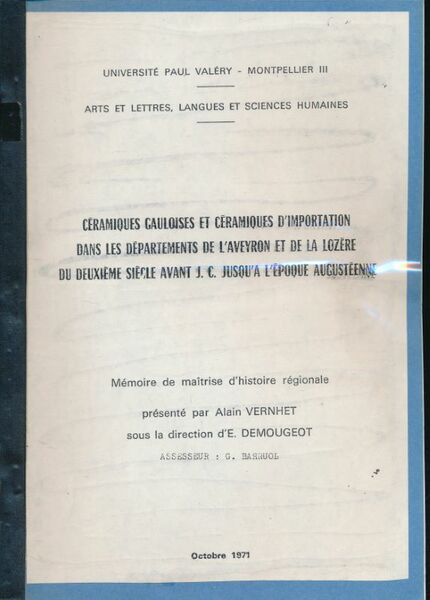 UNIVERSITÉ PAUL VALÉRY - MONTPELLIER III
ARTS ET LETTRES, LANGUES ET SCIENCES HUMAINES
CÉRAMIQUES GAULOISES ET CÉRAMIQUES D'IMPORTATION
DANS LES DÉPARTEMENTS DE L'AVEYRON ET DE LA LOZÈRE
DU DEUXIÈME SIÈCLE AVANT J. C. JUSQU'A L'ÉPOQUE AUGUSTÉENNE
Mémoire de maîtrise d'histoire régionale
présenté par Alain VERNHET
sous la direction d'E. DEMOUGEOT
ASSESSEUR : G. BARRUOL
Octobre 1971